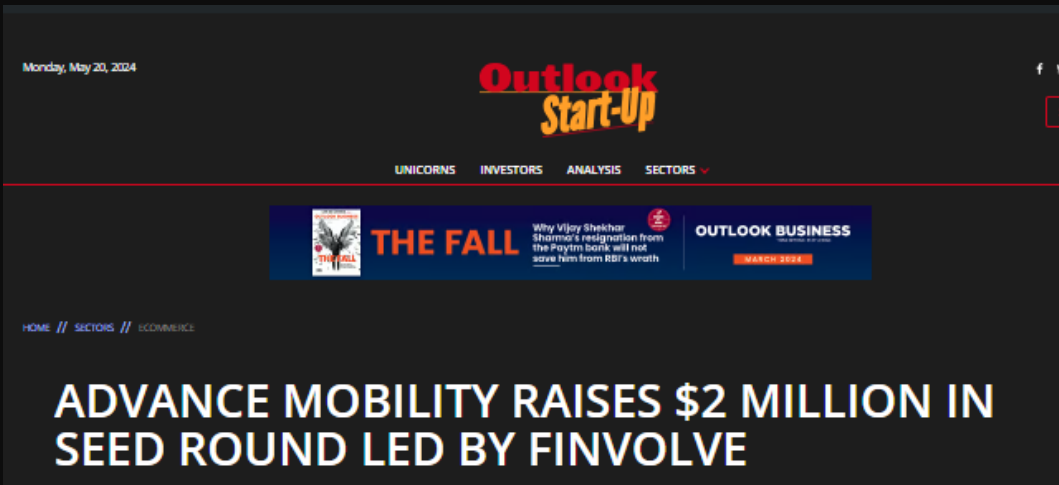 Monday, May 20, 2024
Outlook
Start-Up
UNICORNS INVESTORS ANALYSIS SECTORS
THE FALL
THE FALL
Why Vijay Shekhar
Sharma's resignation from
the Paytm bank will not
save him from RBI's wrath
OUTLOOK BUSINESS
MARCH 2024
HOME // SECTORS // ECOMMERCE
ADVANCE MOBILITY RAISES $2 MILLION IN
SEED ROUND LED BY FINVOLVE